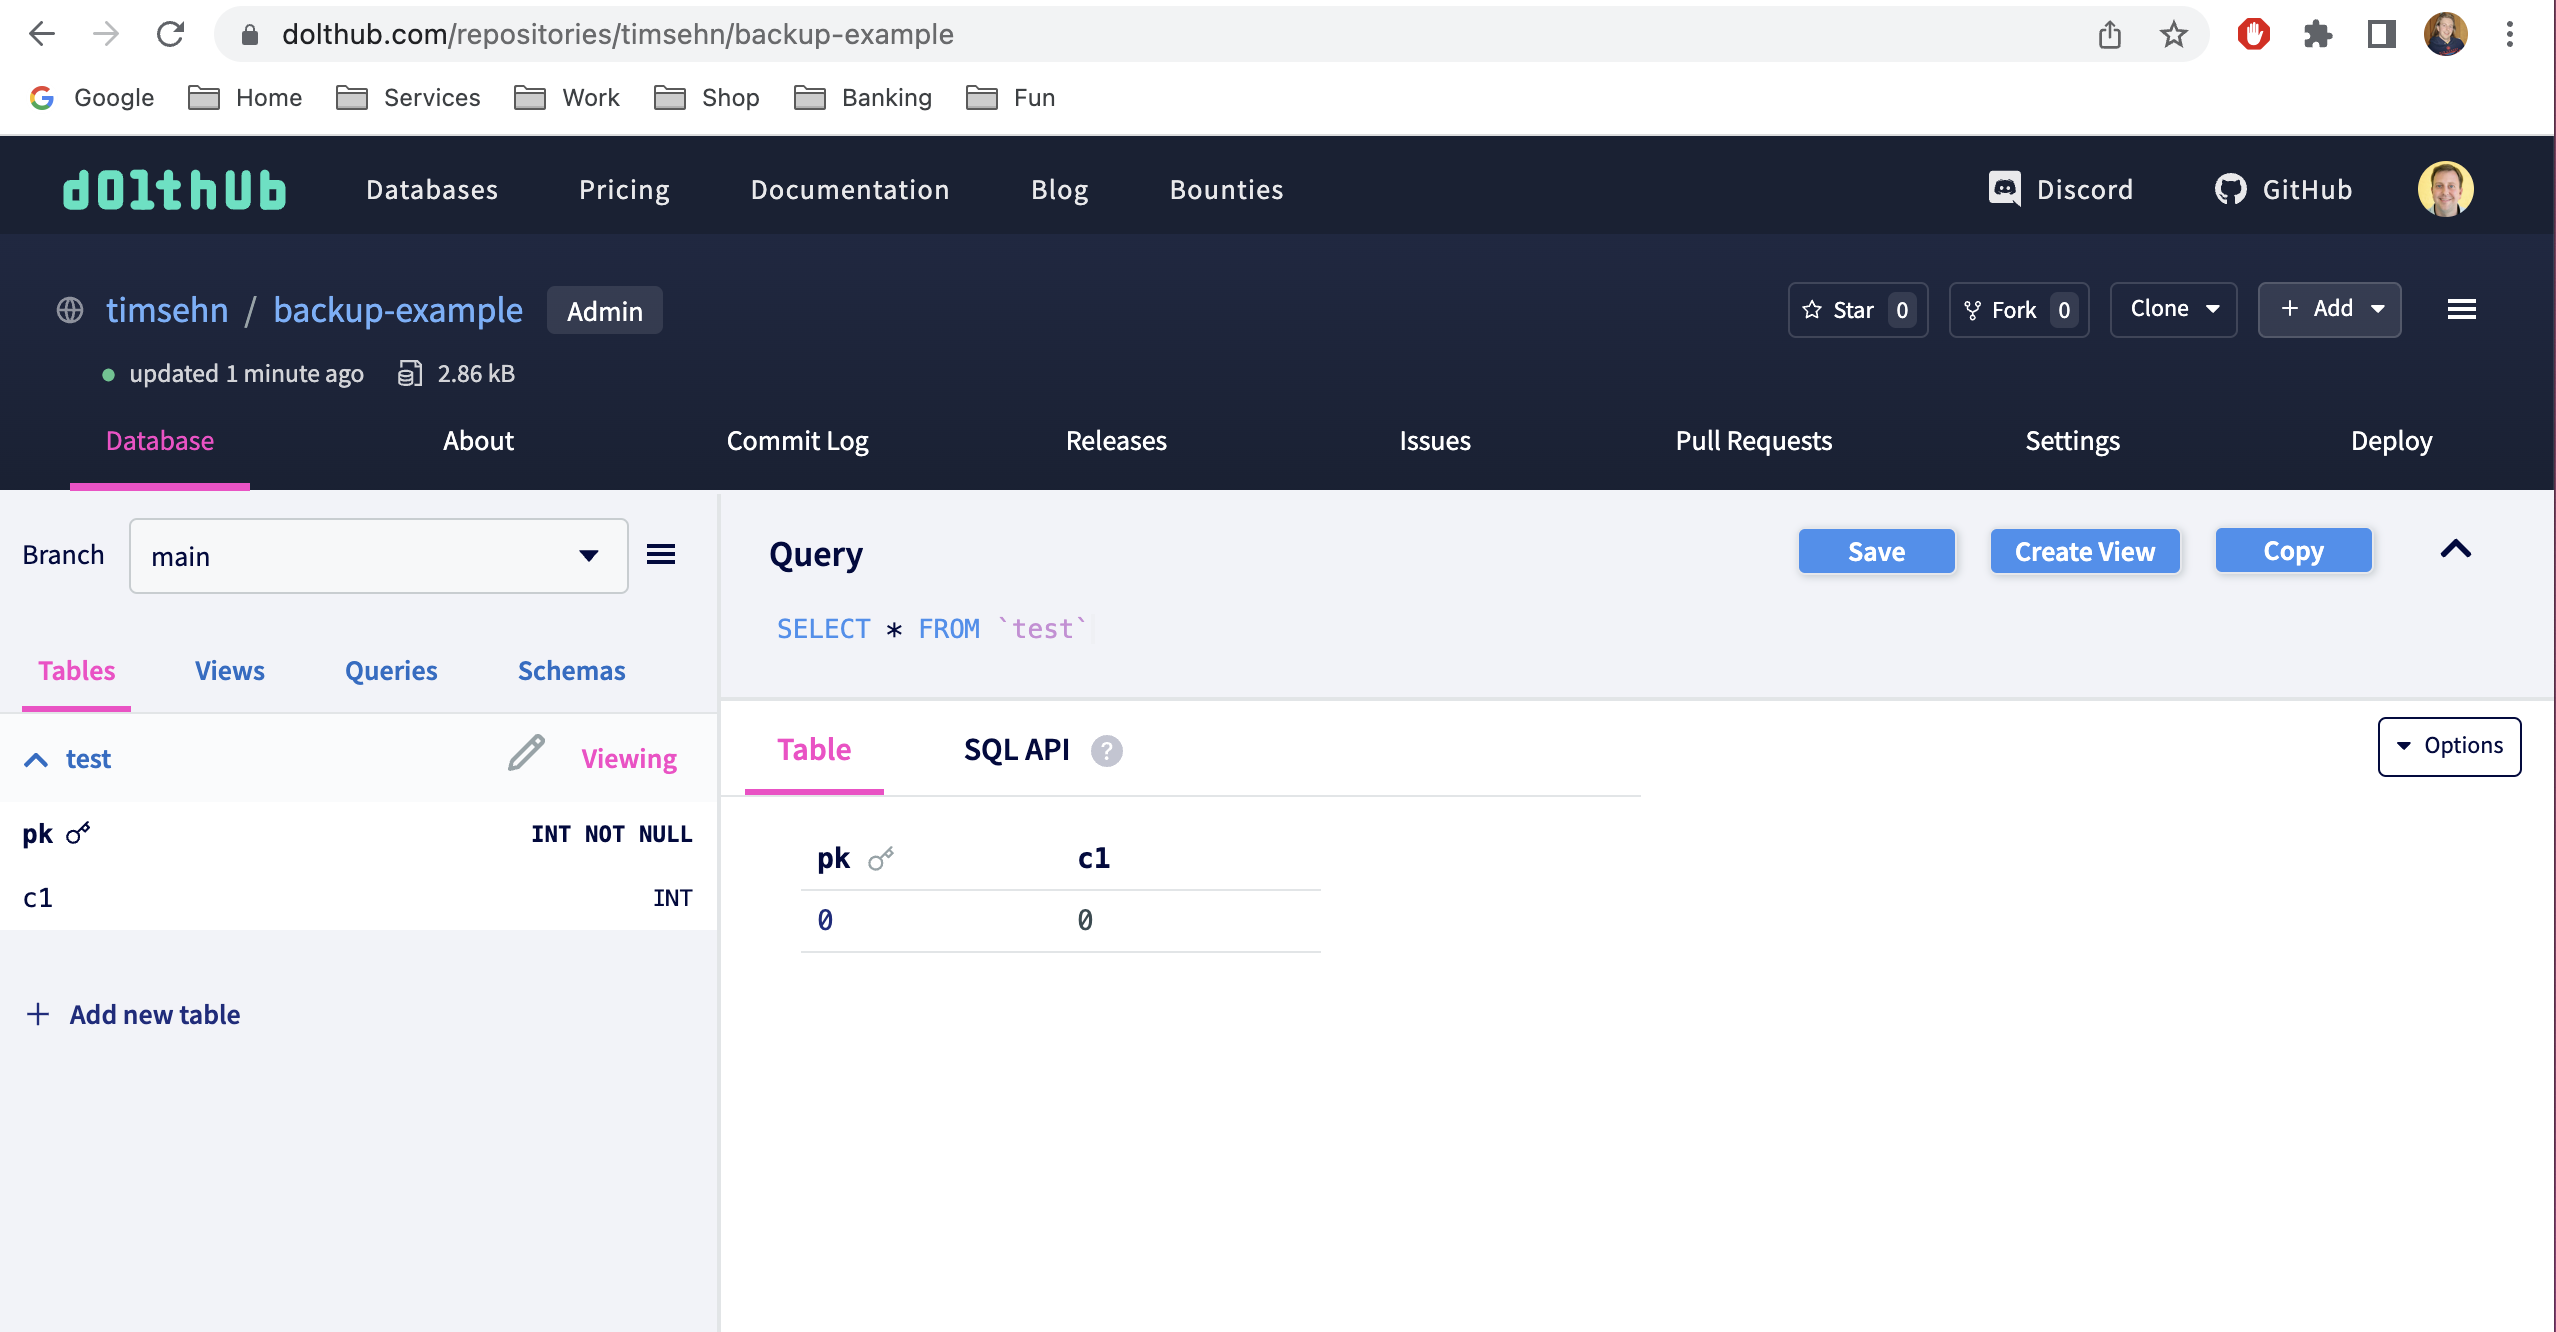 dolthub.com/repositories/timsehn/backup-example
Google Home Services Work Shop Banking Fun
dolthub Databases Pricing Documentation Blog Bounties Discord GitHub
timsehn / backup-example Admin Star 0 Fork 0 Clone + Add
updated 1 minute ago 2.86 kB
Database About Commit Log Releases Issues Pull Requests Settings Deploy
Branch main
Query Save Create View Copy
SELECT * FROM `test`
Tables Views Queries Schemas
test Viewing
pk INT NOT NULL
c1 INT
+ Add new table
Table SQL API ? Options
pk c1
0 0